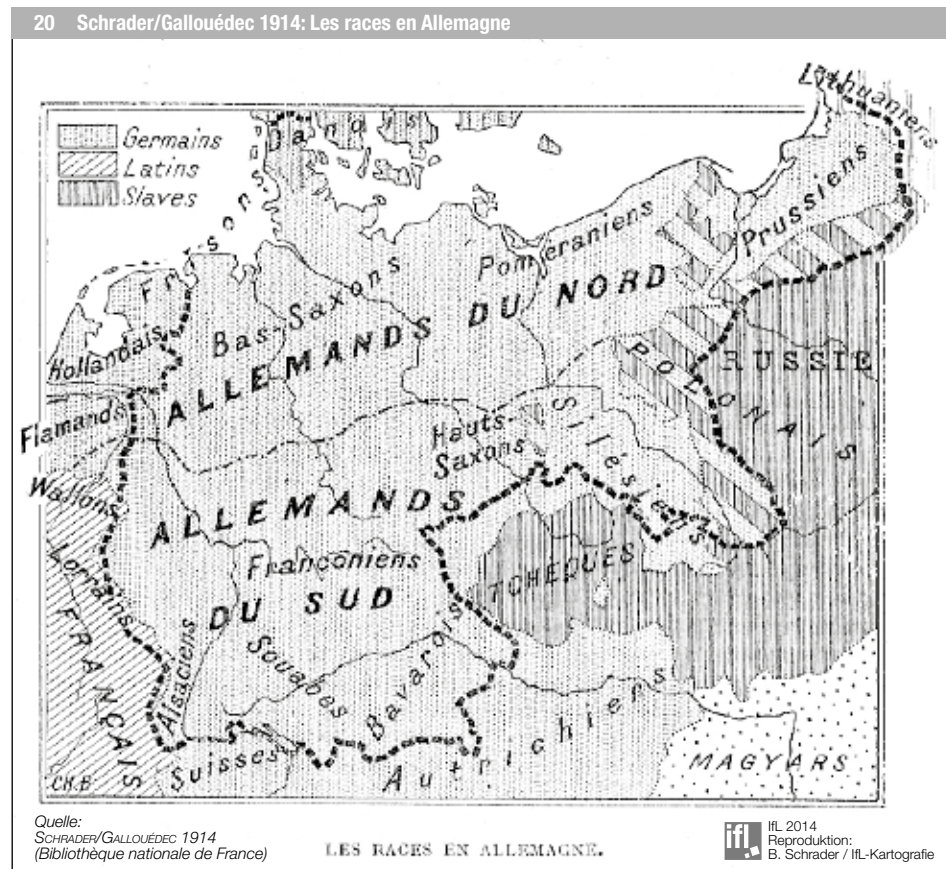 20 Schrader/Gallouédec 1914: Les races en Allemagne
Germains
Latins
Slaves
Lithuaniens
Danois
Frisons
Prussiens
Poméraniens
Bas-Saxons
Hollandais
ALLEMANDS DU NORD
RUSSIE
POLONAIS
Flamands
Hauts-
Saxons
Silésiens
Wallons
ALLEMANDS
DU SUD
Lorrains
Franconiens
TCHÈQUES
FRANÇAIS
Alsaciens
Souabes
Bavarois
Autrichiens
Suisses
MAGYARS
CH.B
Quelle:
SCHRADER/GALLOUÉDEC 1914
(Bibliothèque nationale de France)
LES RACES EN ALLEMAGNE.
ifl
IfL 2014
Reproduktion:
B. Schrader / IfL-Kartografie